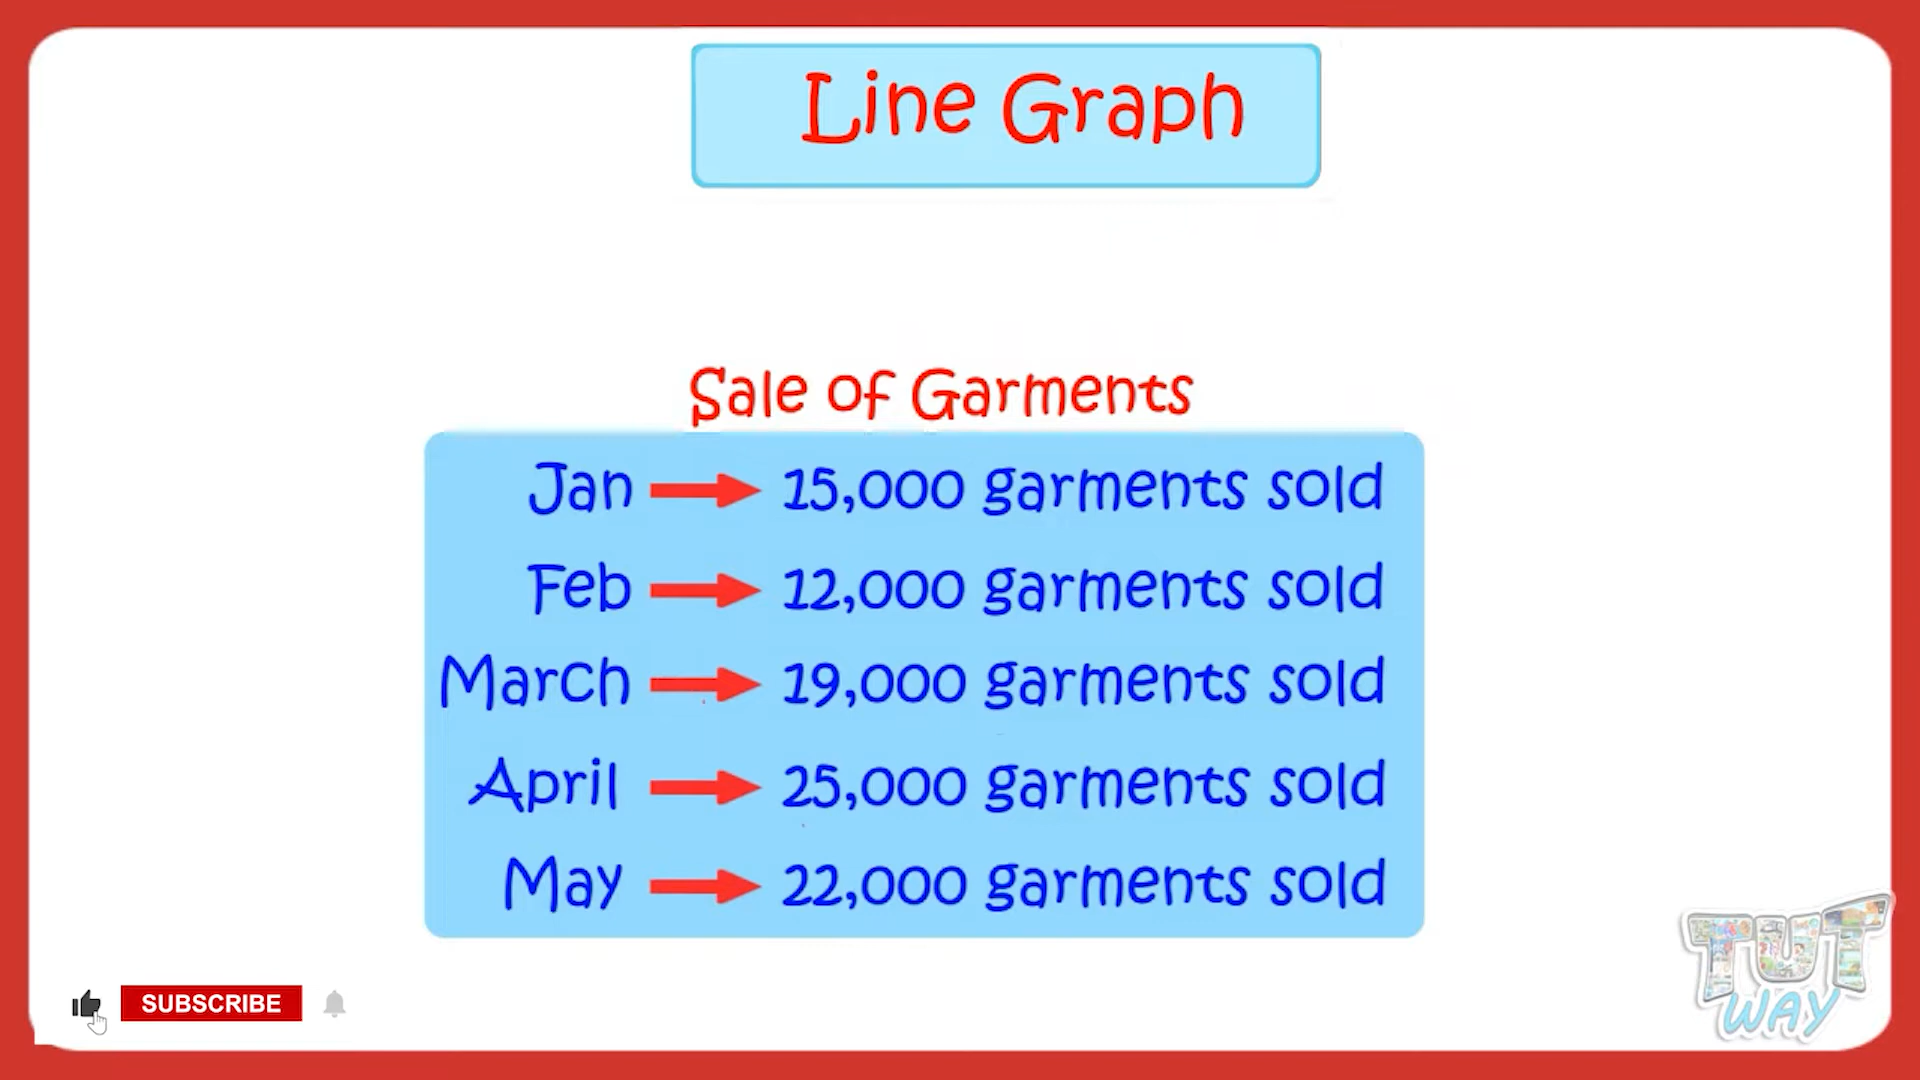 Line Graph
Sale of Garments
Jan 15,000 garments sold
Feb 12,000 garments sold
March 19,000 garments sold
April 25,000 garments sold
May 22,000 garments sold
SUBSCRIBE
TUT
WAY